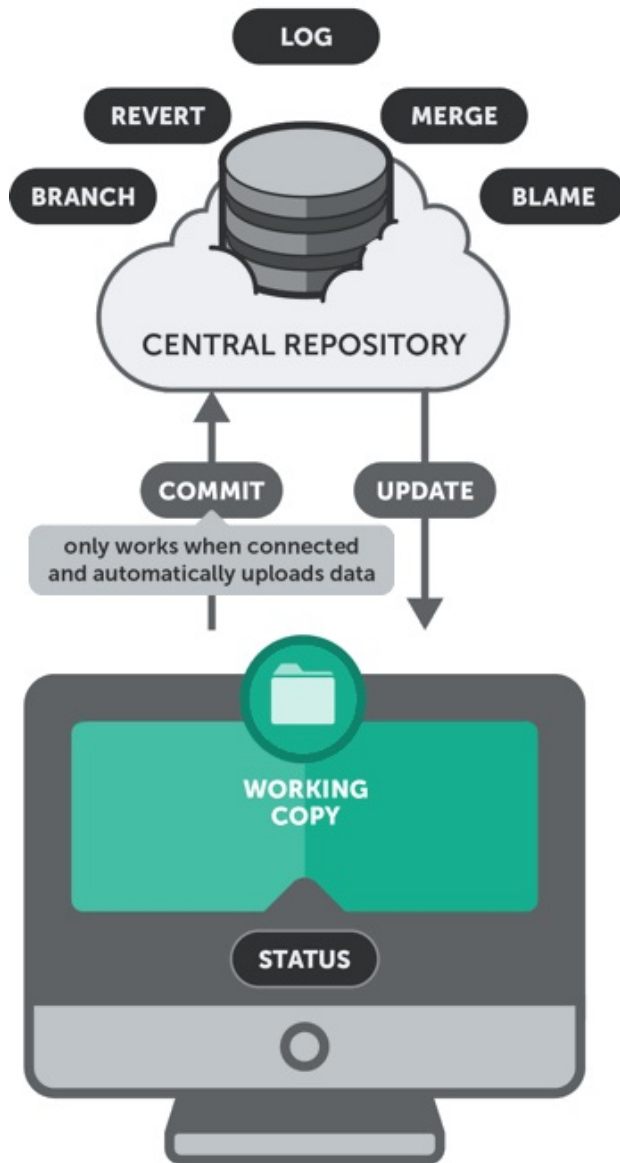 LOG
REVERT
MERGE
BRANCH
BLAME
CENTRAL REPOSITORY
COMMIT
UPDATE
only works when connected
and automatically uploads data
WORKING
COPY
STATUS